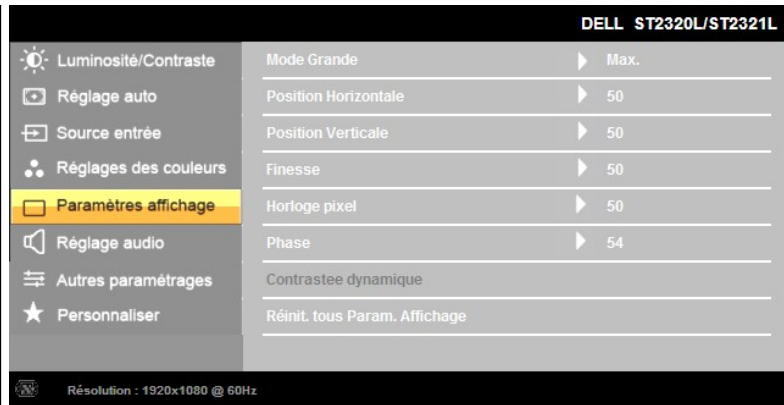 DELL ST2320L/ST2321L
Luminosité/Contraste
Mode Grande Max.
Réglage auto
Position Horizontale 50
Source entrée
Position Verticale 50
Réglages des couleurs
Finesse 50
Paramètres affichage
Horloge pixel 50
Réglage audio
Phase 54
Autres paramétrages
Contrastee dynamique
Personnaliser
Réinit. tous Param. Affichage
Résolution : 1920x1080 @ 60Hz